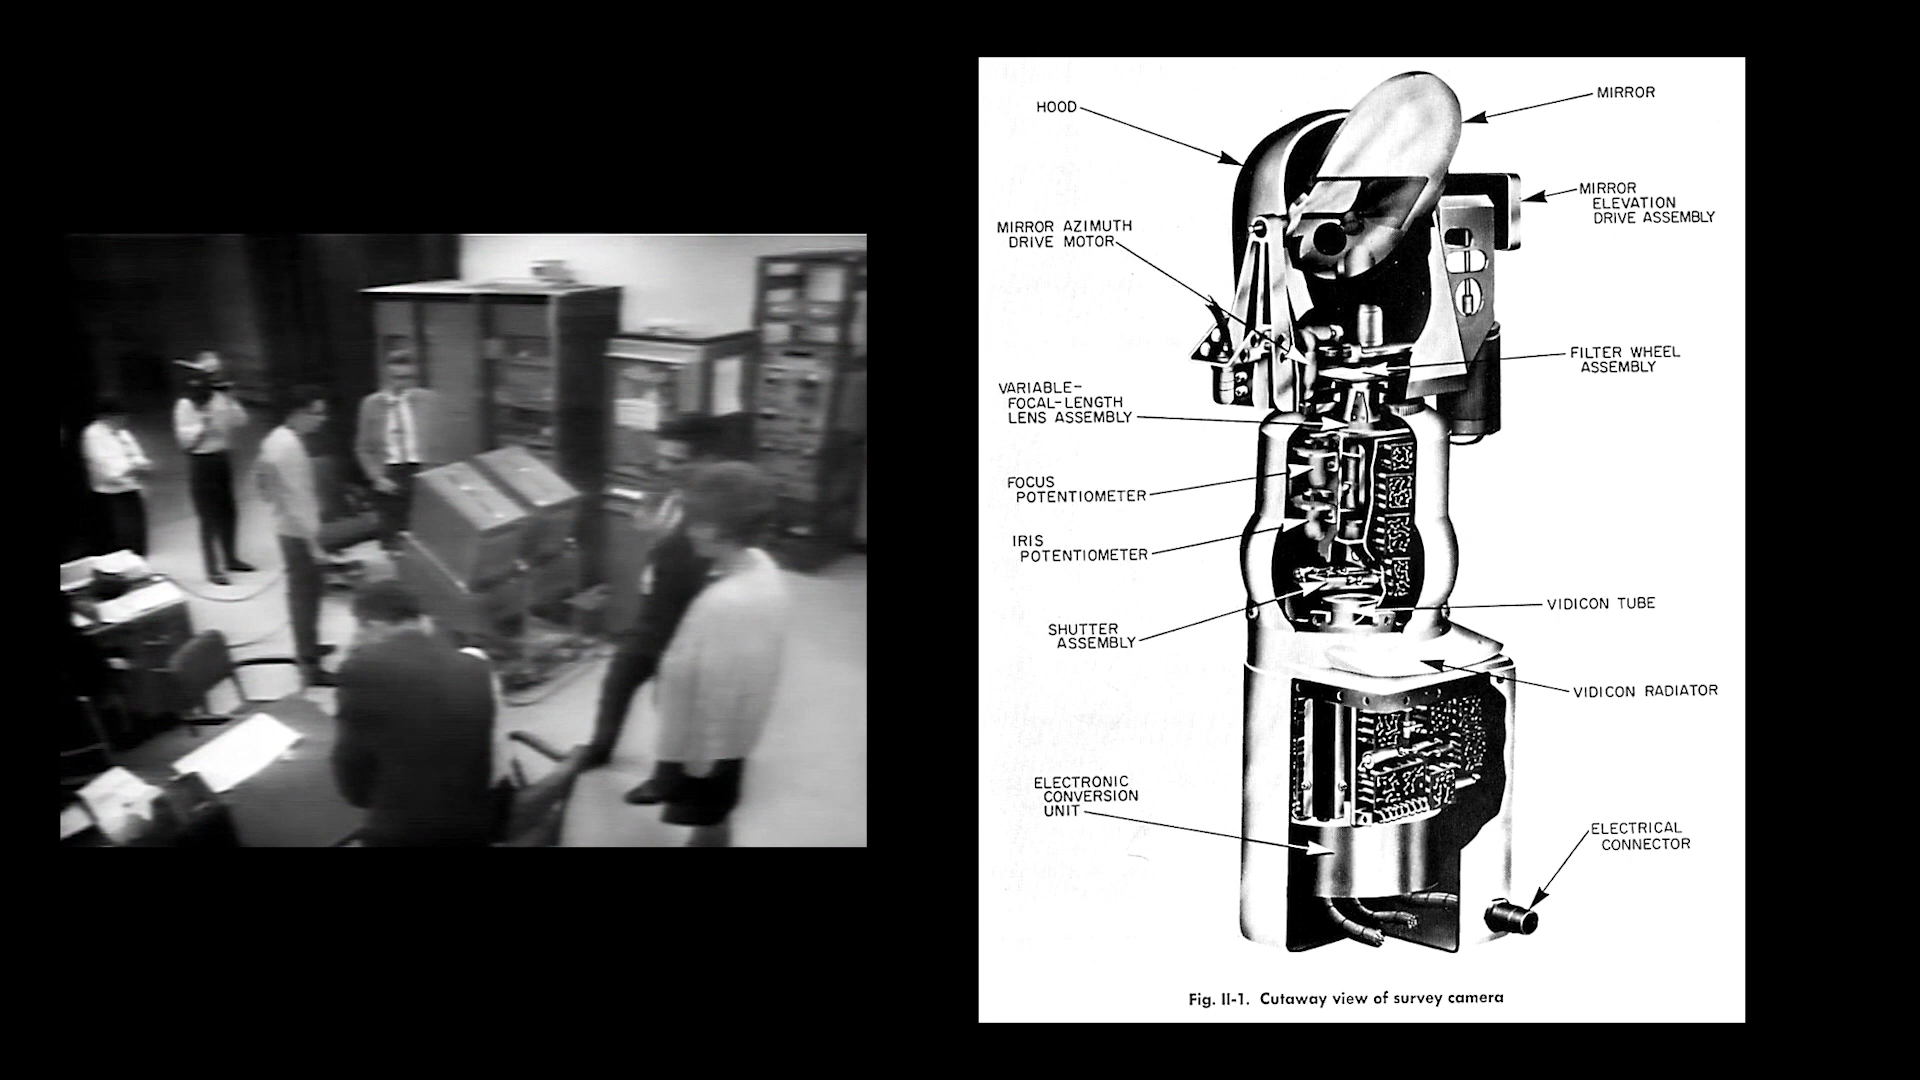 HOOD
MIRROR
MIRROR
ELEVATION
DRIVE ASSEMBLY
MIRROR AZIMUTH
DRIVE MOTOR
FILTER WHEEL
ASSEMBLY
VARIABLE-
FOCAL-LENGTH
LENS ASSEMBLY
FOCUS
POTENTIOMETER
IRIS
POTENTIOMETER
VIDICON TUBE
SHUTTER
ASSEMBLY
VIDICON RADIATOR
ELECTRONIC
CONVERSION
UNIT
ELECTRICAL
CONNECTOR
Fig. II-1. Cutaway view of survey camera